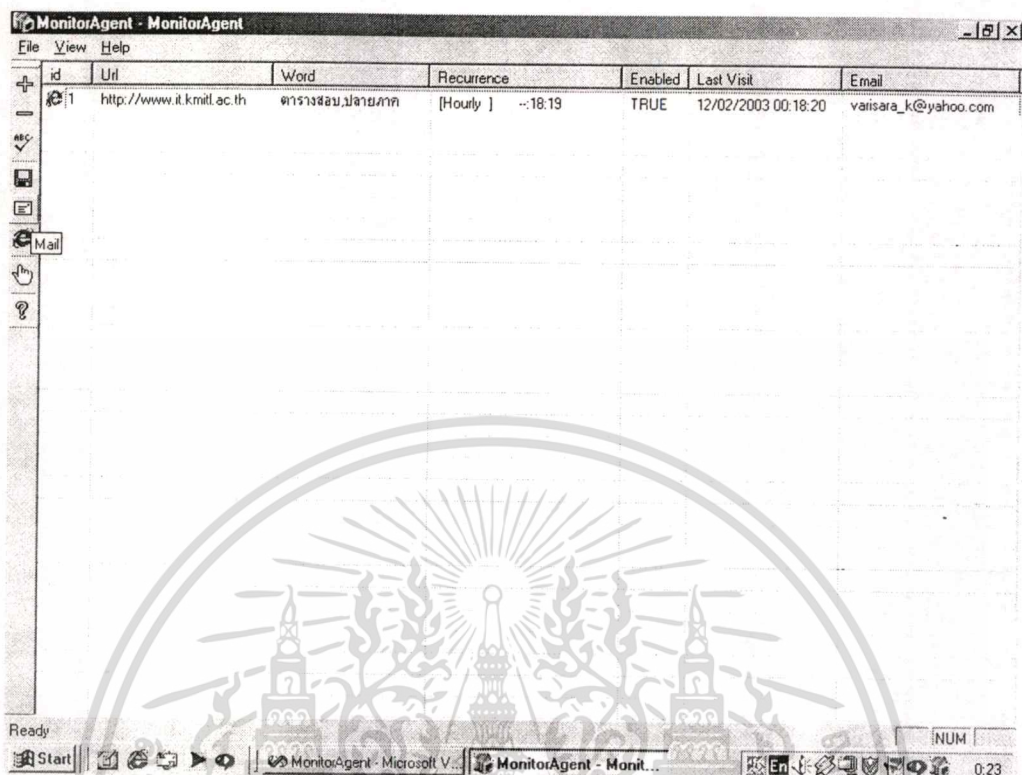 MonitorAgent - MonitorAgent
File View Help
id Url Word Recurrence Enabled Last Visit Email
1 http://www.it.kmitl.ac.th ตารางสอบ,ปลายภาค [Hourly ] --:18:19 TRUE 12/02/2003 00:18:20 varisara_k@yahoo.com
ABC
Mail
Ready NUM
Start MonitorAgent - Microsoft V... MonitorAgent - Monit... En 0:23